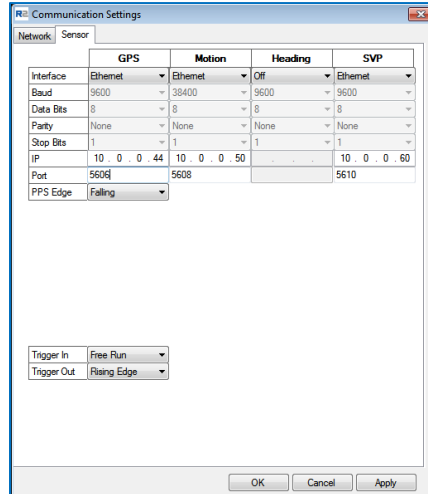 R2 Communication Settings
Network Sensor
GPS Motion Heading SVP
Interface Ethernet Ethernet Off Ethernet
Baud 9600 38400 9600 9600
Data Bits 8 8 8 8
Parity None None None None
Stop Bits 1 1 1 1
IP 10 . 0 . 0 . 44 10 . 0 . 0 . 50 . . . 10 . 0 . 0 . 60
Port 5606 5608 5610
PPS Edge Falling
Trigger In Free Run
Trigger Out Rising Edge
OK Cancel Apply